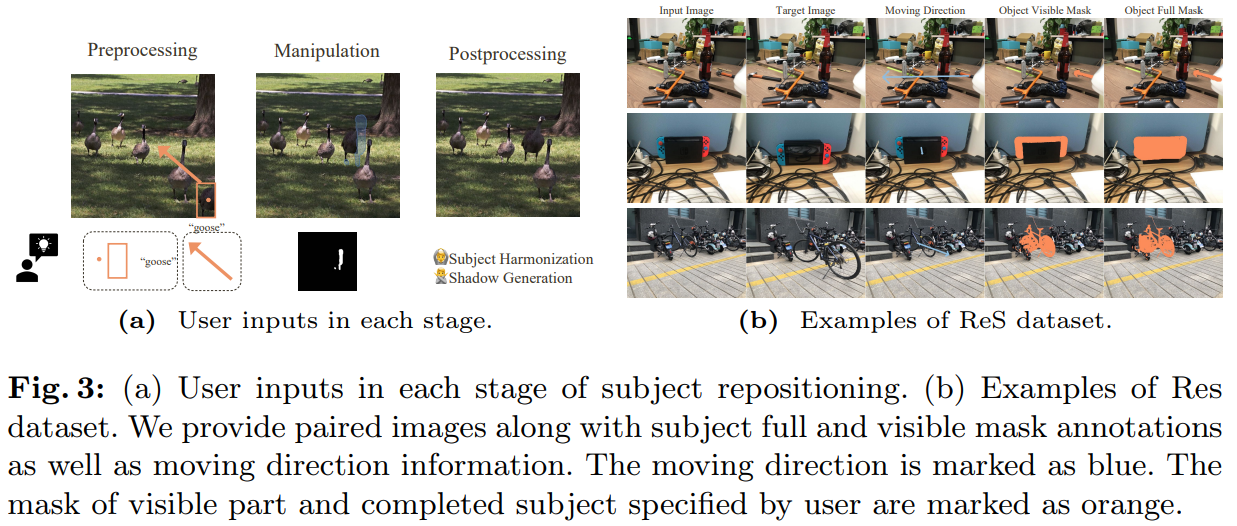 Preprocessing
Manipulation
Postprocessing
"goose"
"goose"
Subject Harmonization
Shadow Generation
(a) User inputs in each stage.
Input Image
Target Image
Moving Direction
Object Visible Mask
Object Full Mask
(b) Examples of ReS dataset.
Fig. 3: (a) User inputs in each stage of subject repositioning. (b) Examples of Res
dataset. We provide paired images along with subject full and visible mask annotations
as well as moving direction information. The moving direction is marked as blue. The
mask of visible part and completed subject specified by user are marked as orange.